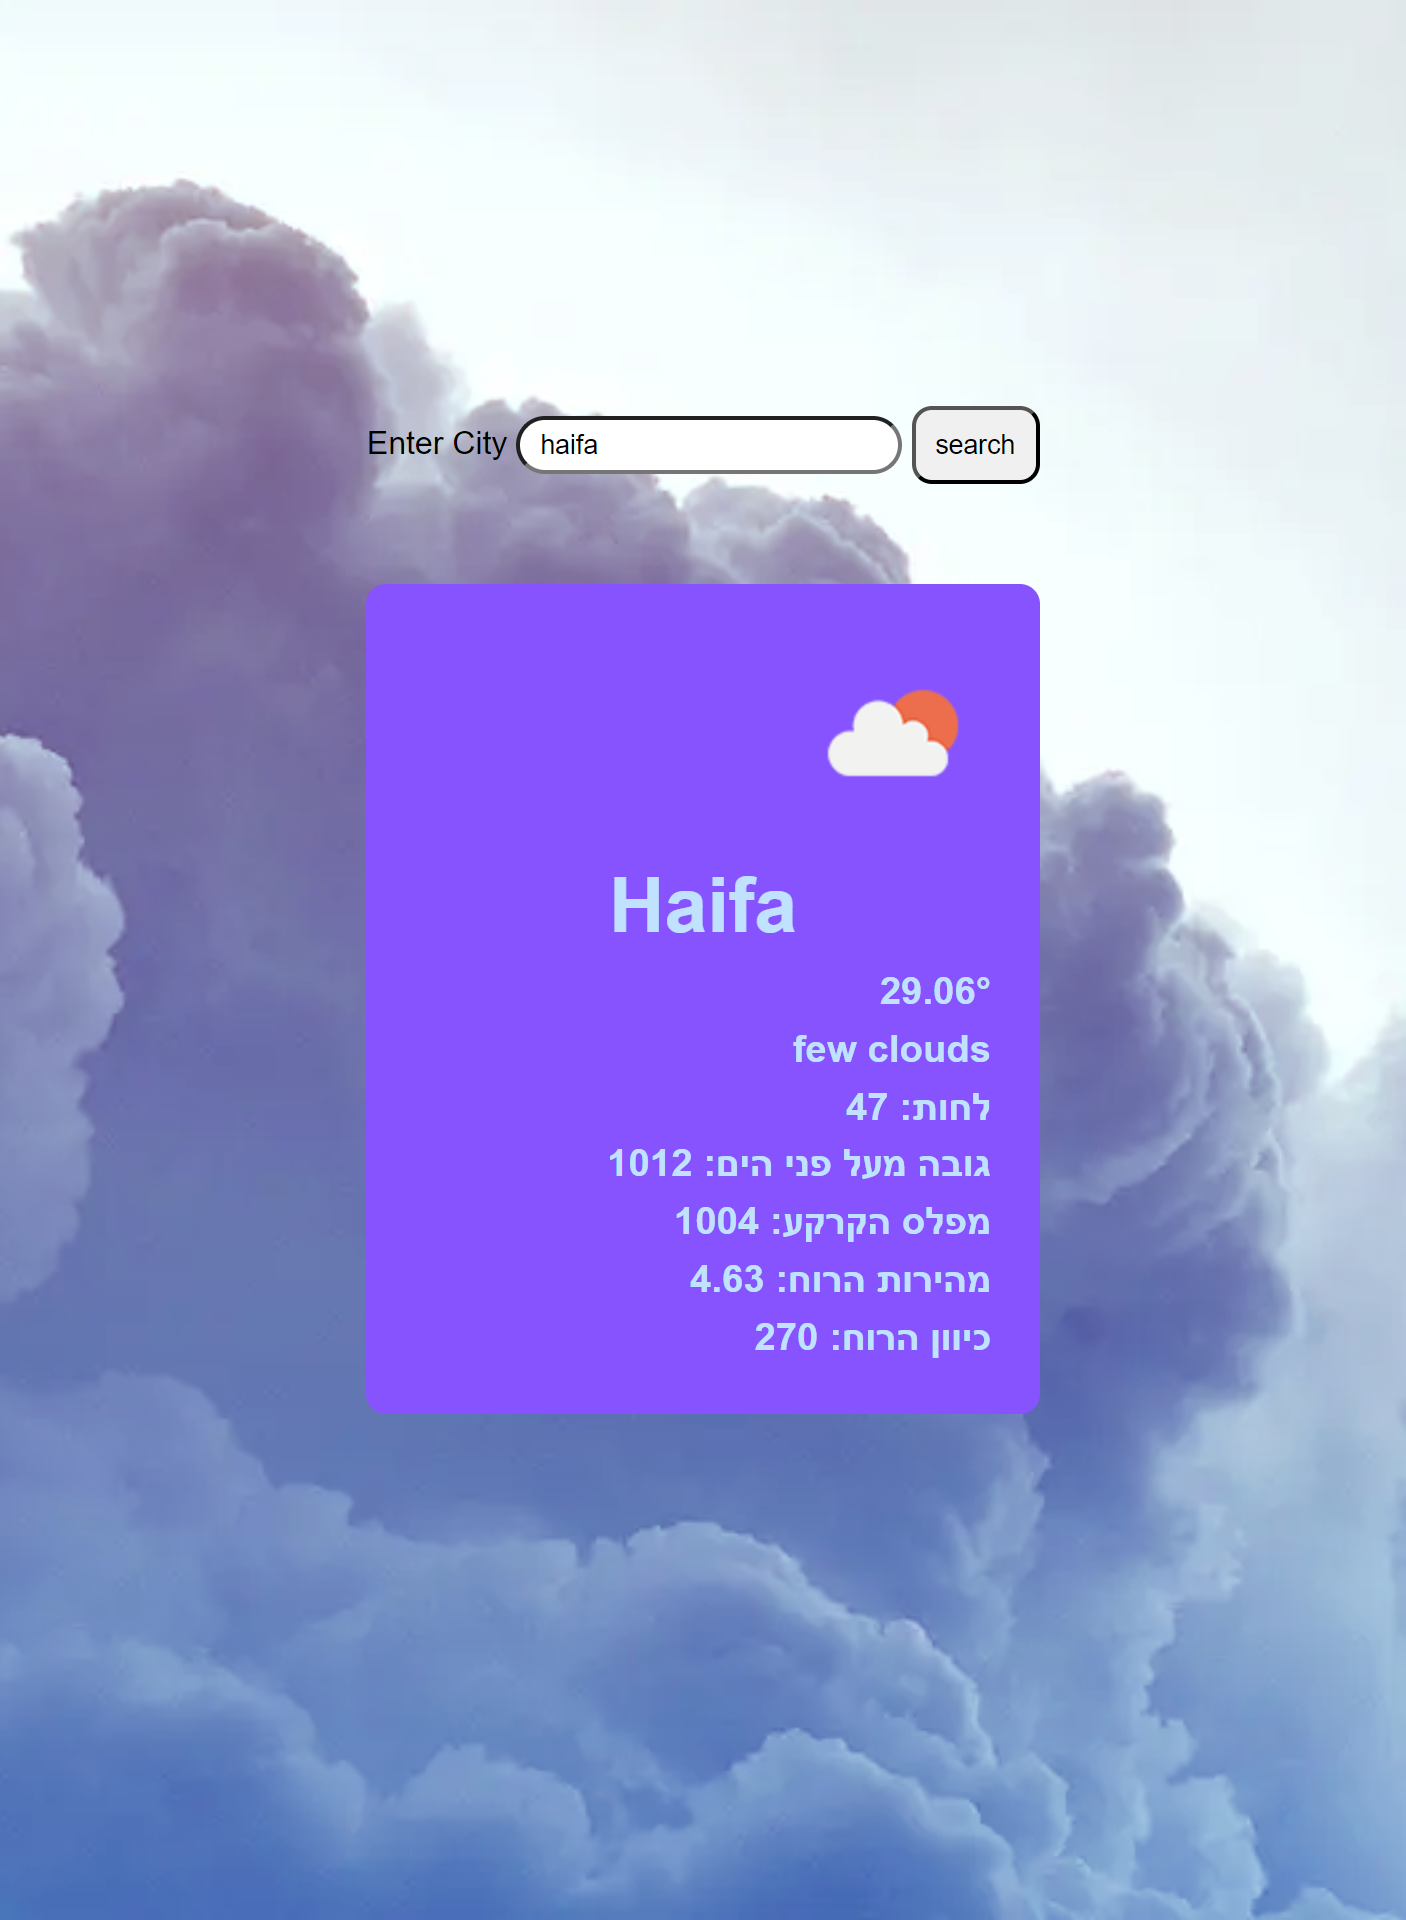 Enter City haifa search
Haifa
29.06°
few clouds
לחות: 47
גובה מעל פני הים: 1012
מפלס הקרקע: 1004
מהירות הרוח: 4.63
כיוון הרוח: 270